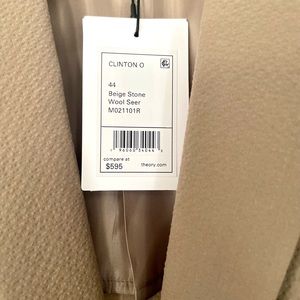 CLINTON O
44
Beige Stone
Wool Seer
M021101R
compare at
$595
theory.com